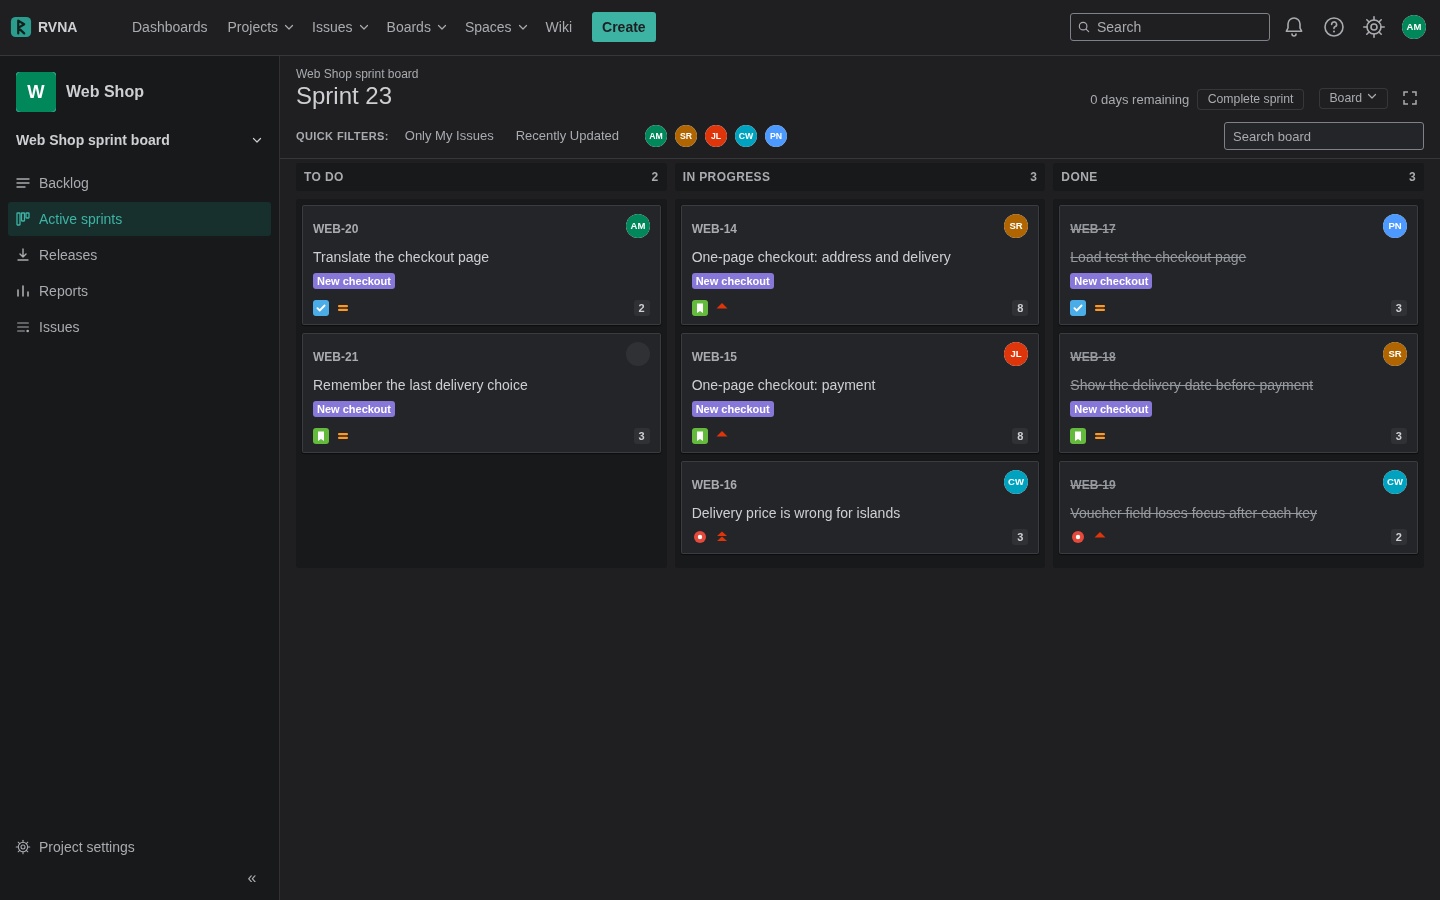 RVNA
Dashboards
Projects
Issues
Boards
Spaces
Wiki
Create
Search
AM
W
Web Shop
Web Shop sprint board
Backlog
Active sprints
Releases
Reports
Issues
Project settings
«
Web Shop sprint board
Sprint 23
0 days remaining
Complete sprint
Board
QUICK FILTERS:
Only My Issues
Recently Updated
AM
SR
JL
CW
PN
Search board
TO DO
2
WEB-20
AM
Translate the checkout page
New checkout
2
WEB-21
Remember the last delivery choice
New checkout
3
IN PROGRESS
3
WEB-14
SR
One-page checkout: address and delivery
New checkout
8
WEB-15
JL
One-page checkout: payment
New checkout
8
WEB-16
CW
Delivery price is wrong for islands
3
DONE
3
WEB-17
PN
Load test the checkout page
New checkout
3
WEB-18
SR
Show the delivery date before payment
New checkout
3
WEB-19
CW
Voucher field loses focus after each key
2